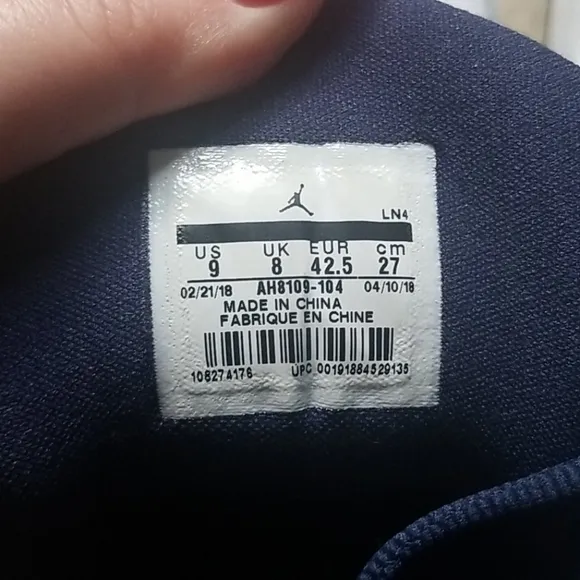 LN4
US UK EUR cm
9 8 42.5 27
02/21/18 AH8109-104 04/10/18
MADE IN CHINA
FABRIQUE EN CHINE
106274176 UPC 00191884529135